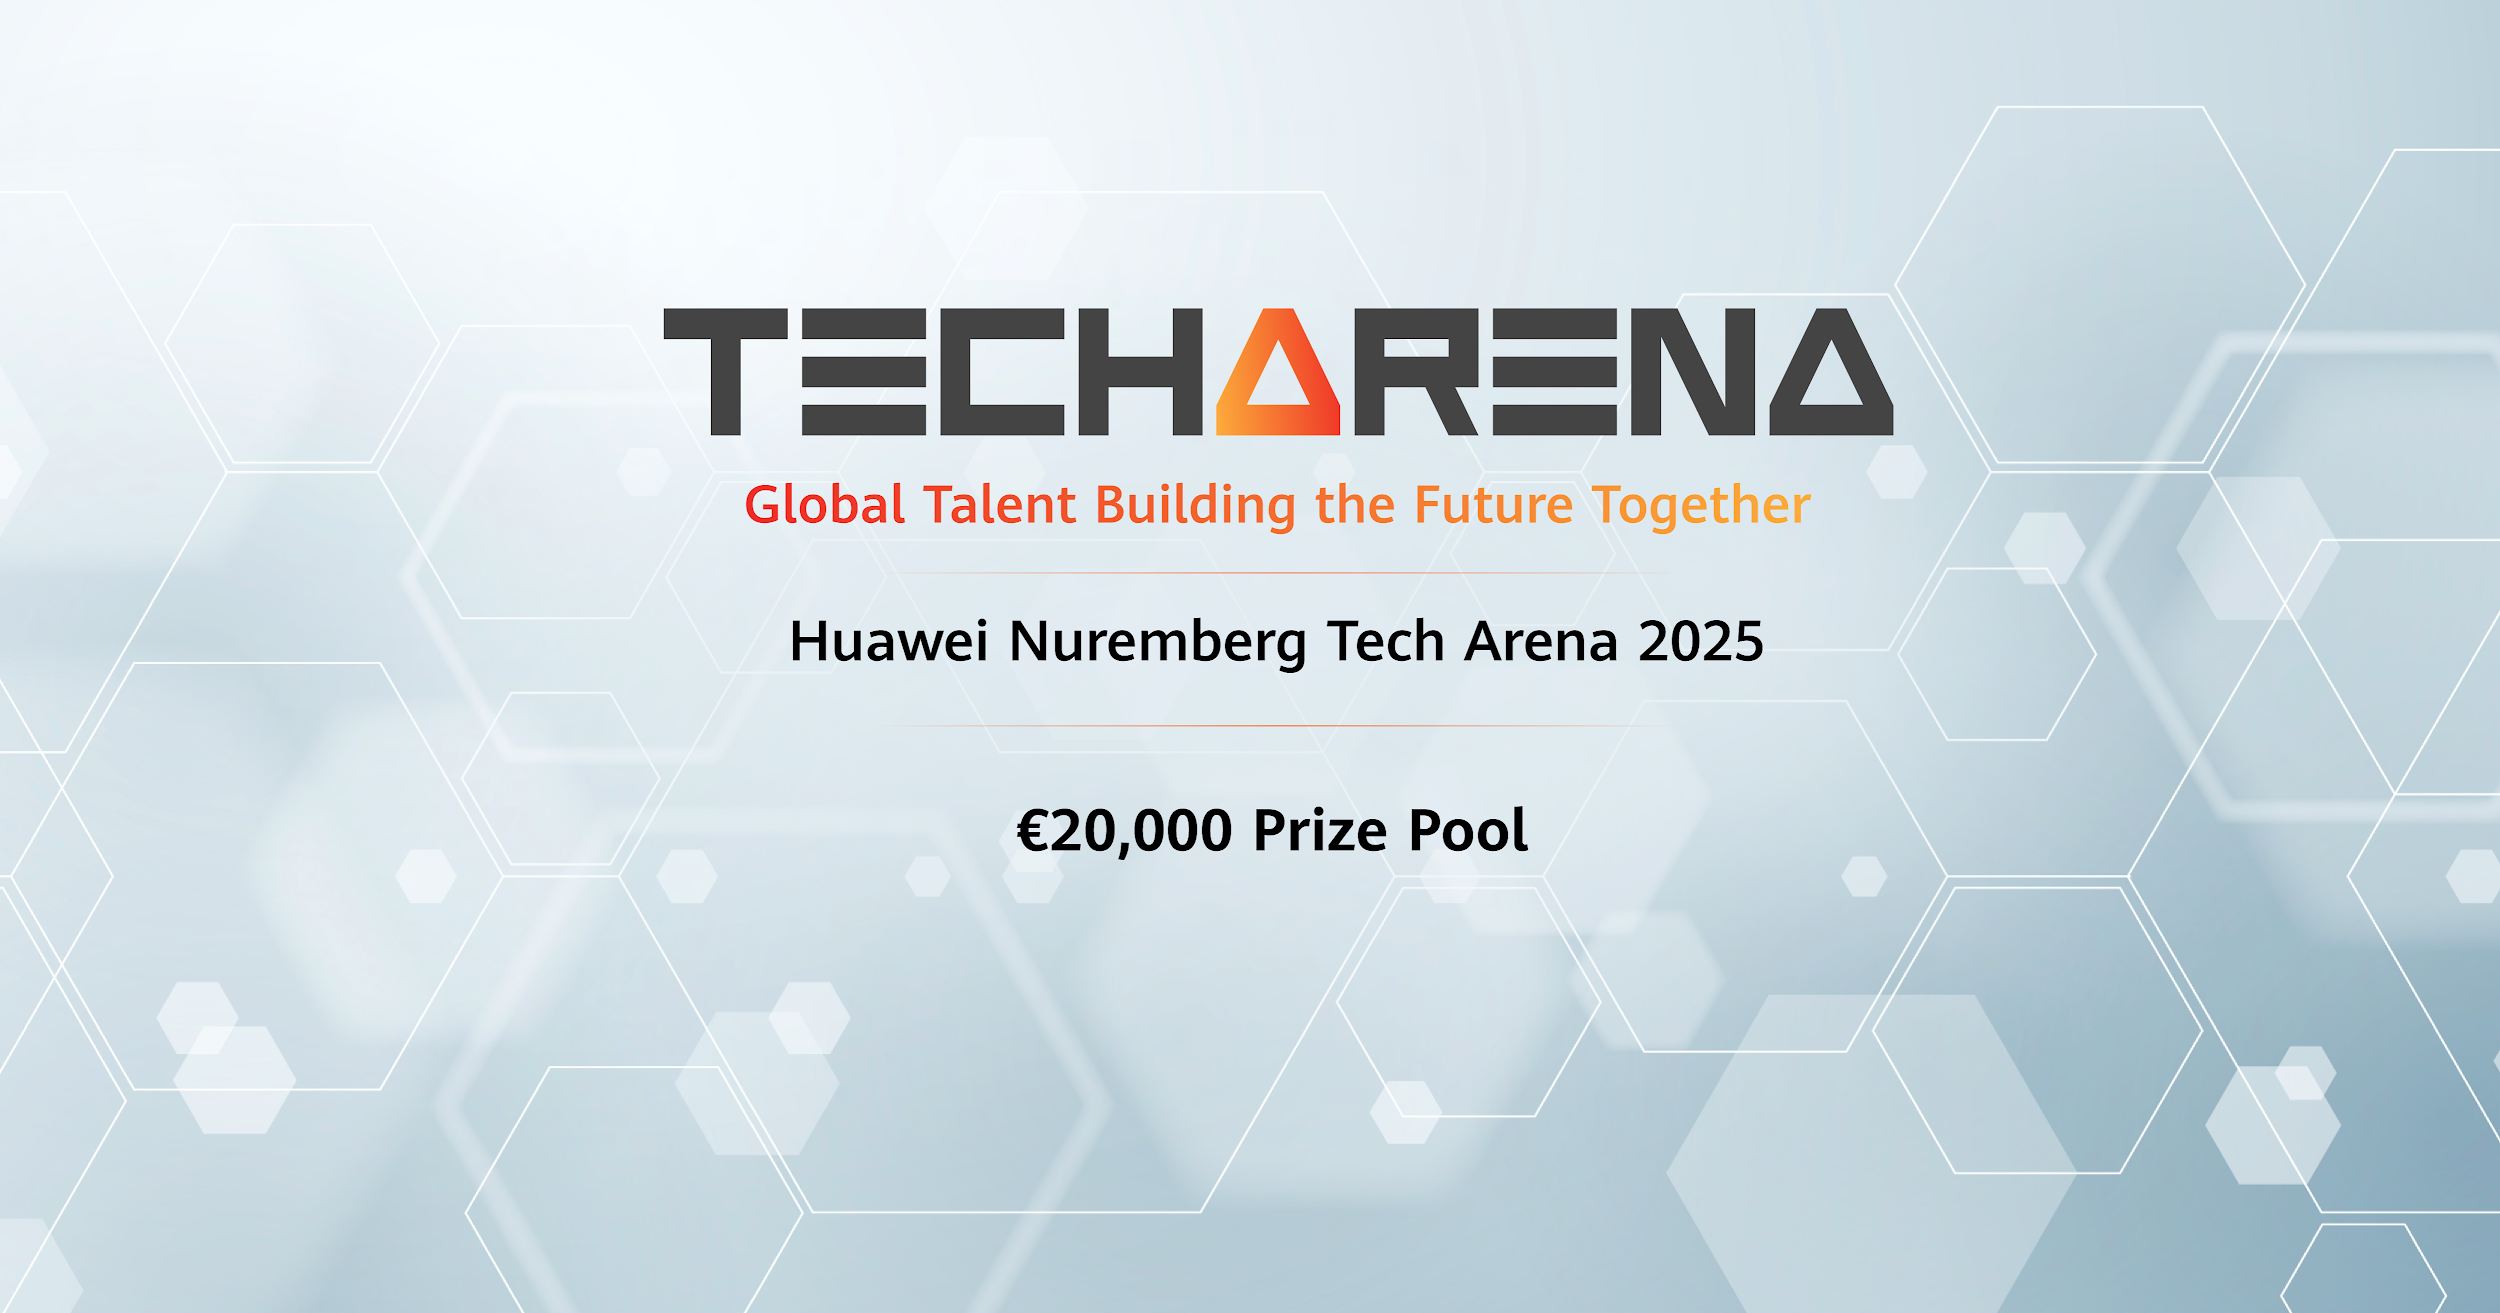 TECHARENA
Global Talent Building the Future Together
Huawei Nuremberg Tech Arena 2025
€20,000 Prize Pool